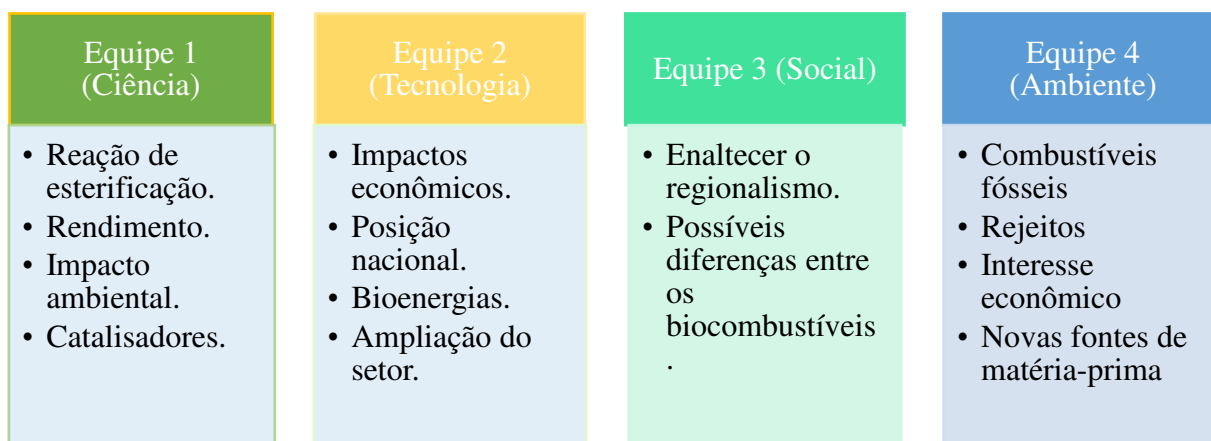 Equipe 1
(Ciência)
• Reação de
esterificação.
• Rendimento.
• Impacto
ambiental.
• Catalisadores.
Equipe 2
(Tecnologia)
• Impactos
econômicos.
• Posição
nacional.
• Bioenergias.
• Ampliação do
setor.
Equipe 3 (Social)
• Enaltecer o
regionalismo.
• Possíveis
diferenças entre
os
biocombustíveis
.
Equipe 4
(Ambiente)
• Combustíveis
fósseis
• Rejeitos
• Interesse
econômico
• Novas fontes de
matéria-prima